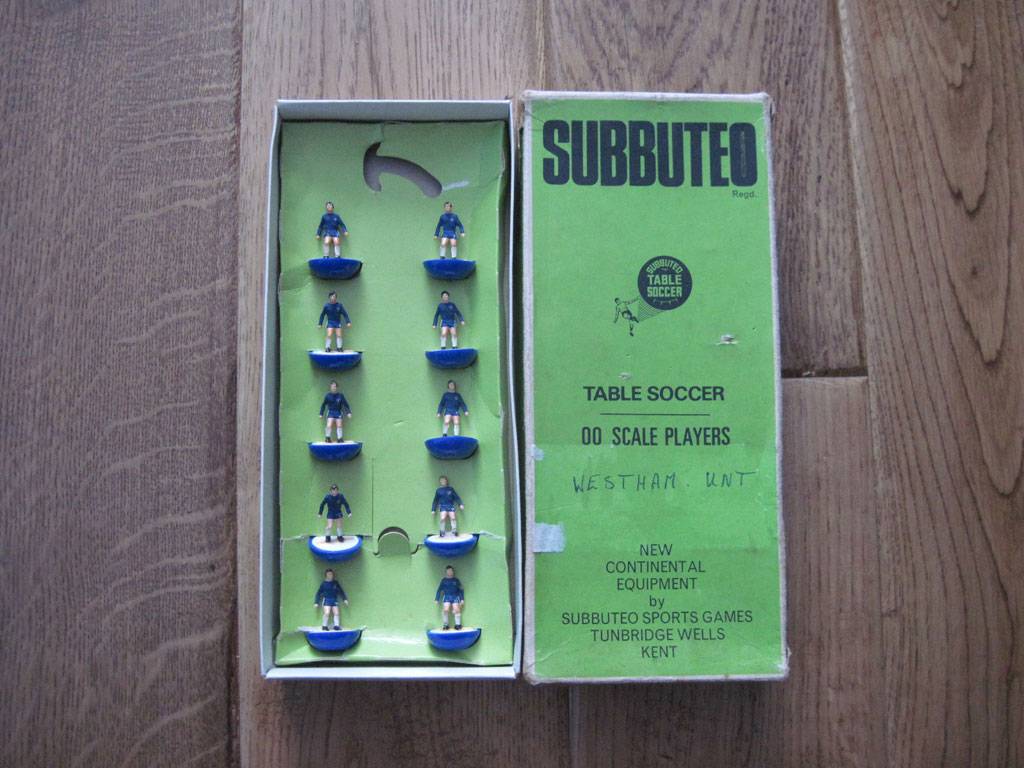 SUBBUTEO
Regd.
SUBBUTEO
TABLE
SOCCER
TABLE SOCCER
00 SCALE PLAYERS
WESTHAM. UNT
NEW
CONTINENTAL
EQUIPMENT
by
SUBBUTEO SPORTS GAMES
TUNBRIDGE WELLS
KENT